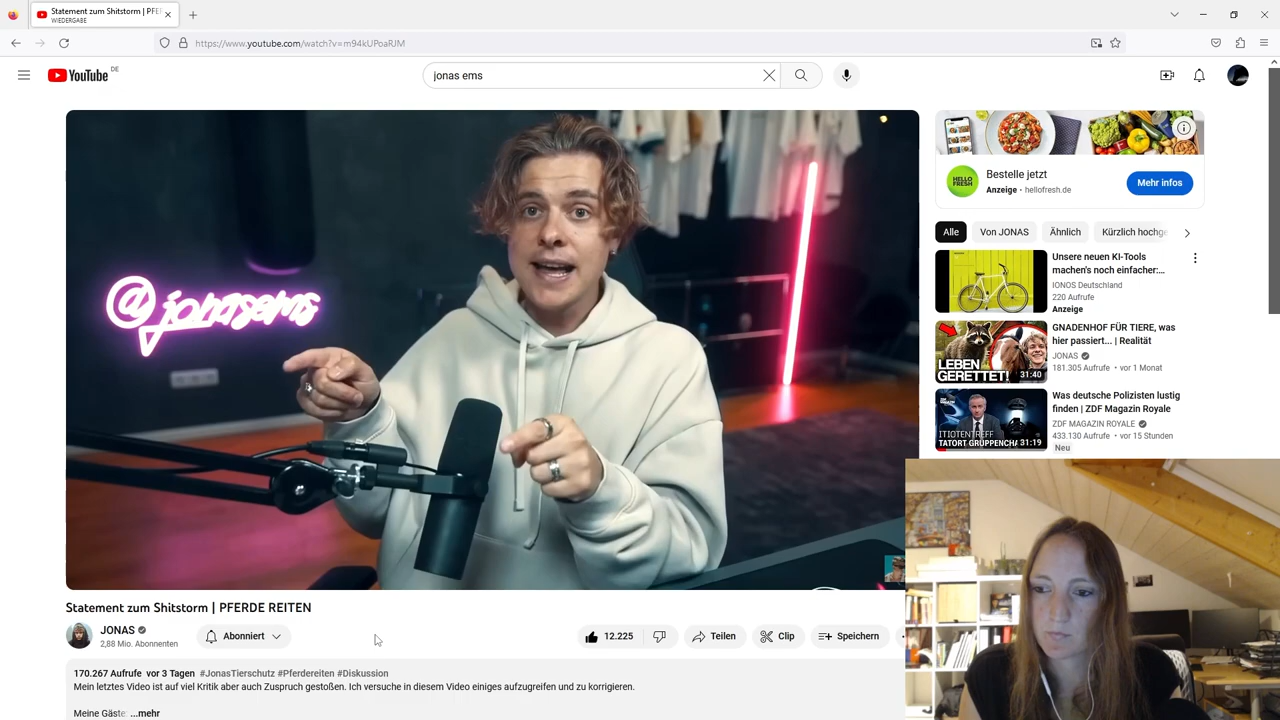 Statement zum Shitstorm | PFE
WIEDERGABE
https://www.youtube.com/watch?v=m94kUPoaRJM
YouTube DE
jonas ems
@jonasems
HELLO
FRESH
Bestelle jetzt
Anzeige • hellofresh.de
Mehr infos
Alle
Von JONAS
Ähnlich
Kürzlich hochge
Unsere neuen KI-Tools
machen's noch einfacher:...
IONOS Deutschland
220 Aufrufe
Anzeige
LEBEN
GERETTET!
31:40
GNADENHOF FÜR TIERE, was
hier passiert... | Realität
JONAS
181.305 Aufrufe • vor 1 Monat
ITIOTENTREFF
TATORT GRUPPENCHA
31:19
Was deutsche Polizisten lustig
finden | ZDF Magazin Royale
ZDF MAGAZIN ROYALE
433.130 Aufrufe • vor 15 Stunden
Neu
Statement zum Shitstorm | PFERDE REITEN
JONAS
2,88 Mio. Abonnenten
Abonniert
12.225
Teilen
Clip
Speichern
170.267 Aufrufe vor 3 Tagen #JonasTierschutz #Pferdereiten #Diskussion
Mein letztes Video ist auf viel Kritik aber auch Zuspruch gestoßen. Ich versuche in diesem Video einiges aufzugreifen und zu korrigieren.
Meine Gäste: ...mehr